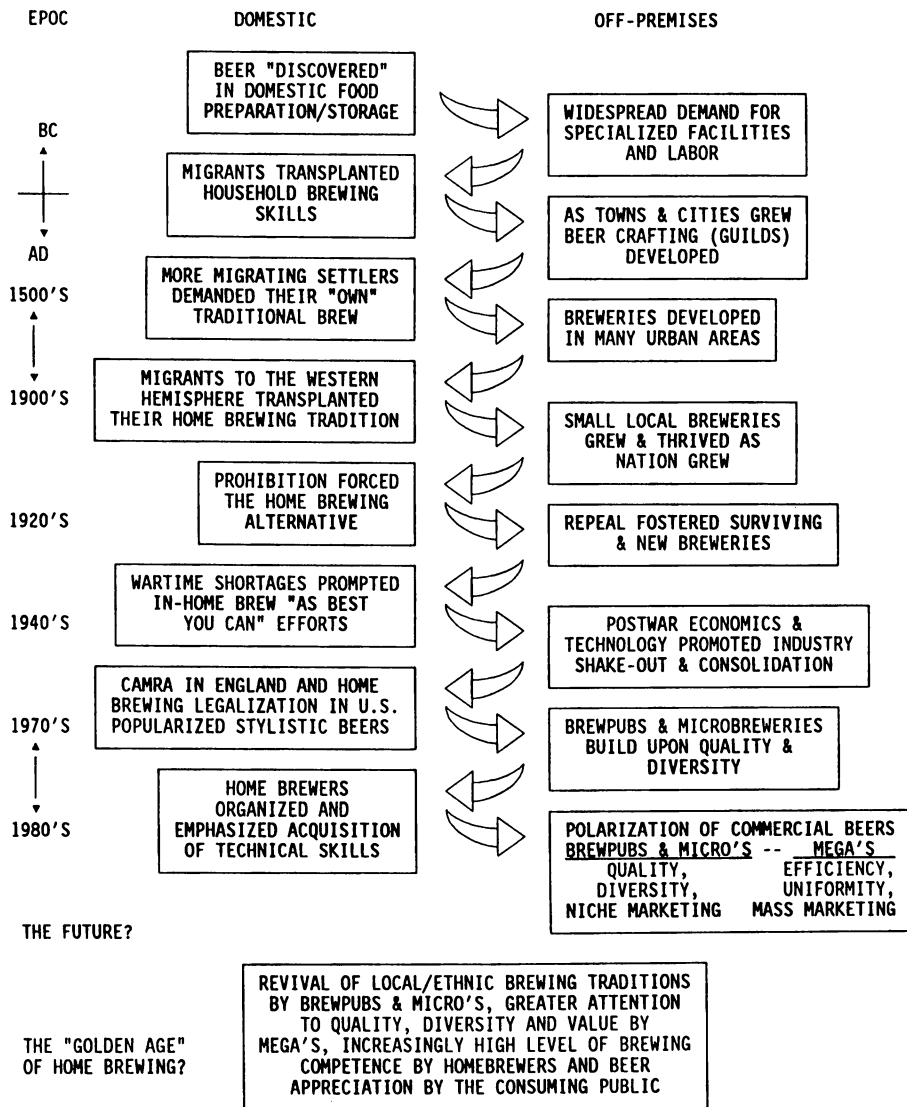 EPOC DOMESTIC OFF-PREMISES
BEER "DISCOVERED"
IN DOMESTIC FOOD
PREPARATION/STORAGE
WIDESPREAD DEMAND FOR
SPECIALIZED FACILITIES
AND LABOR
BC
MIGRANTS TRANSPLANTED
HOUSEHOLD BREWING
SKILLS
AS TOWNS & CITIES GREW
BEER CRAFTING (GUILDS)
DEVELOPED
AD
1500'S
MORE MIGRATING SETTLERS
DEMANDED THEIR "OWN"
TRADITIONAL BREW
BREWERIES DEVELOPED
IN MANY URBAN AREAS
1900'S
MIGRANTS TO THE WESTERN
HEMISPHERE TRANSPLANTED
THEIR HOME BREWING TRADITION
SMALL LOCAL BREWERIES
GREW & THRIVED AS
NATION GREW
PROHIBITION FORCED
THE HOME BREWING
ALTERNATIVE
1920'S
REPEAL FOSTERED SURVIVING
& NEW BREWERIES
WARTIME SHORTAGES PROMPTED
IN-HOME BREW "AS BEST
YOU CAN" EFFORTS
1940'S
POSTWAR ECONOMICS &
TECHNOLOGY PROMOTED INDUSTRY
SHAKE-OUT & CONSOLIDATION
CAMRA IN ENGLAND AND HOME
BREWING LEGALIZATION IN U.S.
POPULARIZED STYLISTIC BEERS
1970'S
BREWPUBS & MICROBREWERIES
BUILD UPON QUALITY &
DIVERSITY
HOME BREWERS
ORGANIZED AND
EMPHASIZED ACQUISITION
OF TECHNICAL SKILLS
1980'S
POLARIZATION OF COMMERCIAL BEERS
BREWPUBS & MICRO'S -- MEGA'S
QUALITY, EFFICIENCY,
DIVERSITY, UNIFORMITY,
NICHE MARKETING MASS MARKETING
THE FUTURE?
THE "GOLDEN AGE"
OF HOME BREWING?
REVIVAL OF LOCAL/ETHNIC BREWING TRADITIONS
BY BREWPUBS & MICRO'S, GREATER ATTENTION
TO QUALITY, DIVERSITY AND VALUE BY
MEGA'S, INCREASINGLY HIGH LEVEL OF BREWING
COMPETENCE BY HOMEBREWERS AND BEER
APPRECIATION BY THE CONSUMING PUBLIC